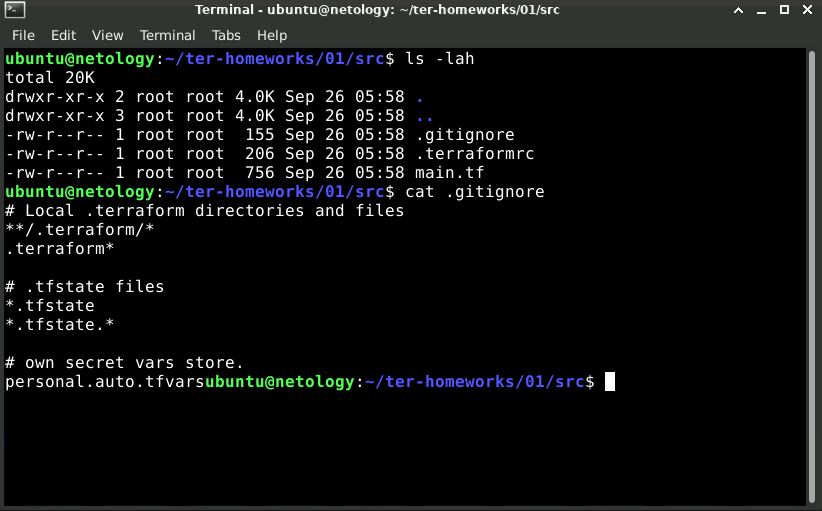 Terminal - ubuntu@netology: ~/ter-homeworks/01/src
File Edit View Terminal Tabs Help
ubuntu@netology:~/ter-homeworks/01/src$ ls -lah
total 20K
drwxr-xr-x 2 root root 4.0K Sep 26 05:58 .
drwxr-xr-x 3 root root 4.0K Sep 26 05:58 ..
-rw-r--r-- 1 root root  155 Sep 26 05:58 .gitignore
-rw-r--r-- 1 root root  206 Sep 26 05:58 .terraformrc
-rw-r--r-- 1 root root  756 Sep 26 05:58 main.tf
ubuntu@netology:~/ter-homeworks/01/src$ cat .gitignore
# Local .terraform directories and files
**/.terraform/*
.terraform*

# .tfstate files
*.tfstate
*.tfstate.*

# own secret vars store.
personal.auto.tfvarsubuntu@netology:~/ter-homeworks/01/src$